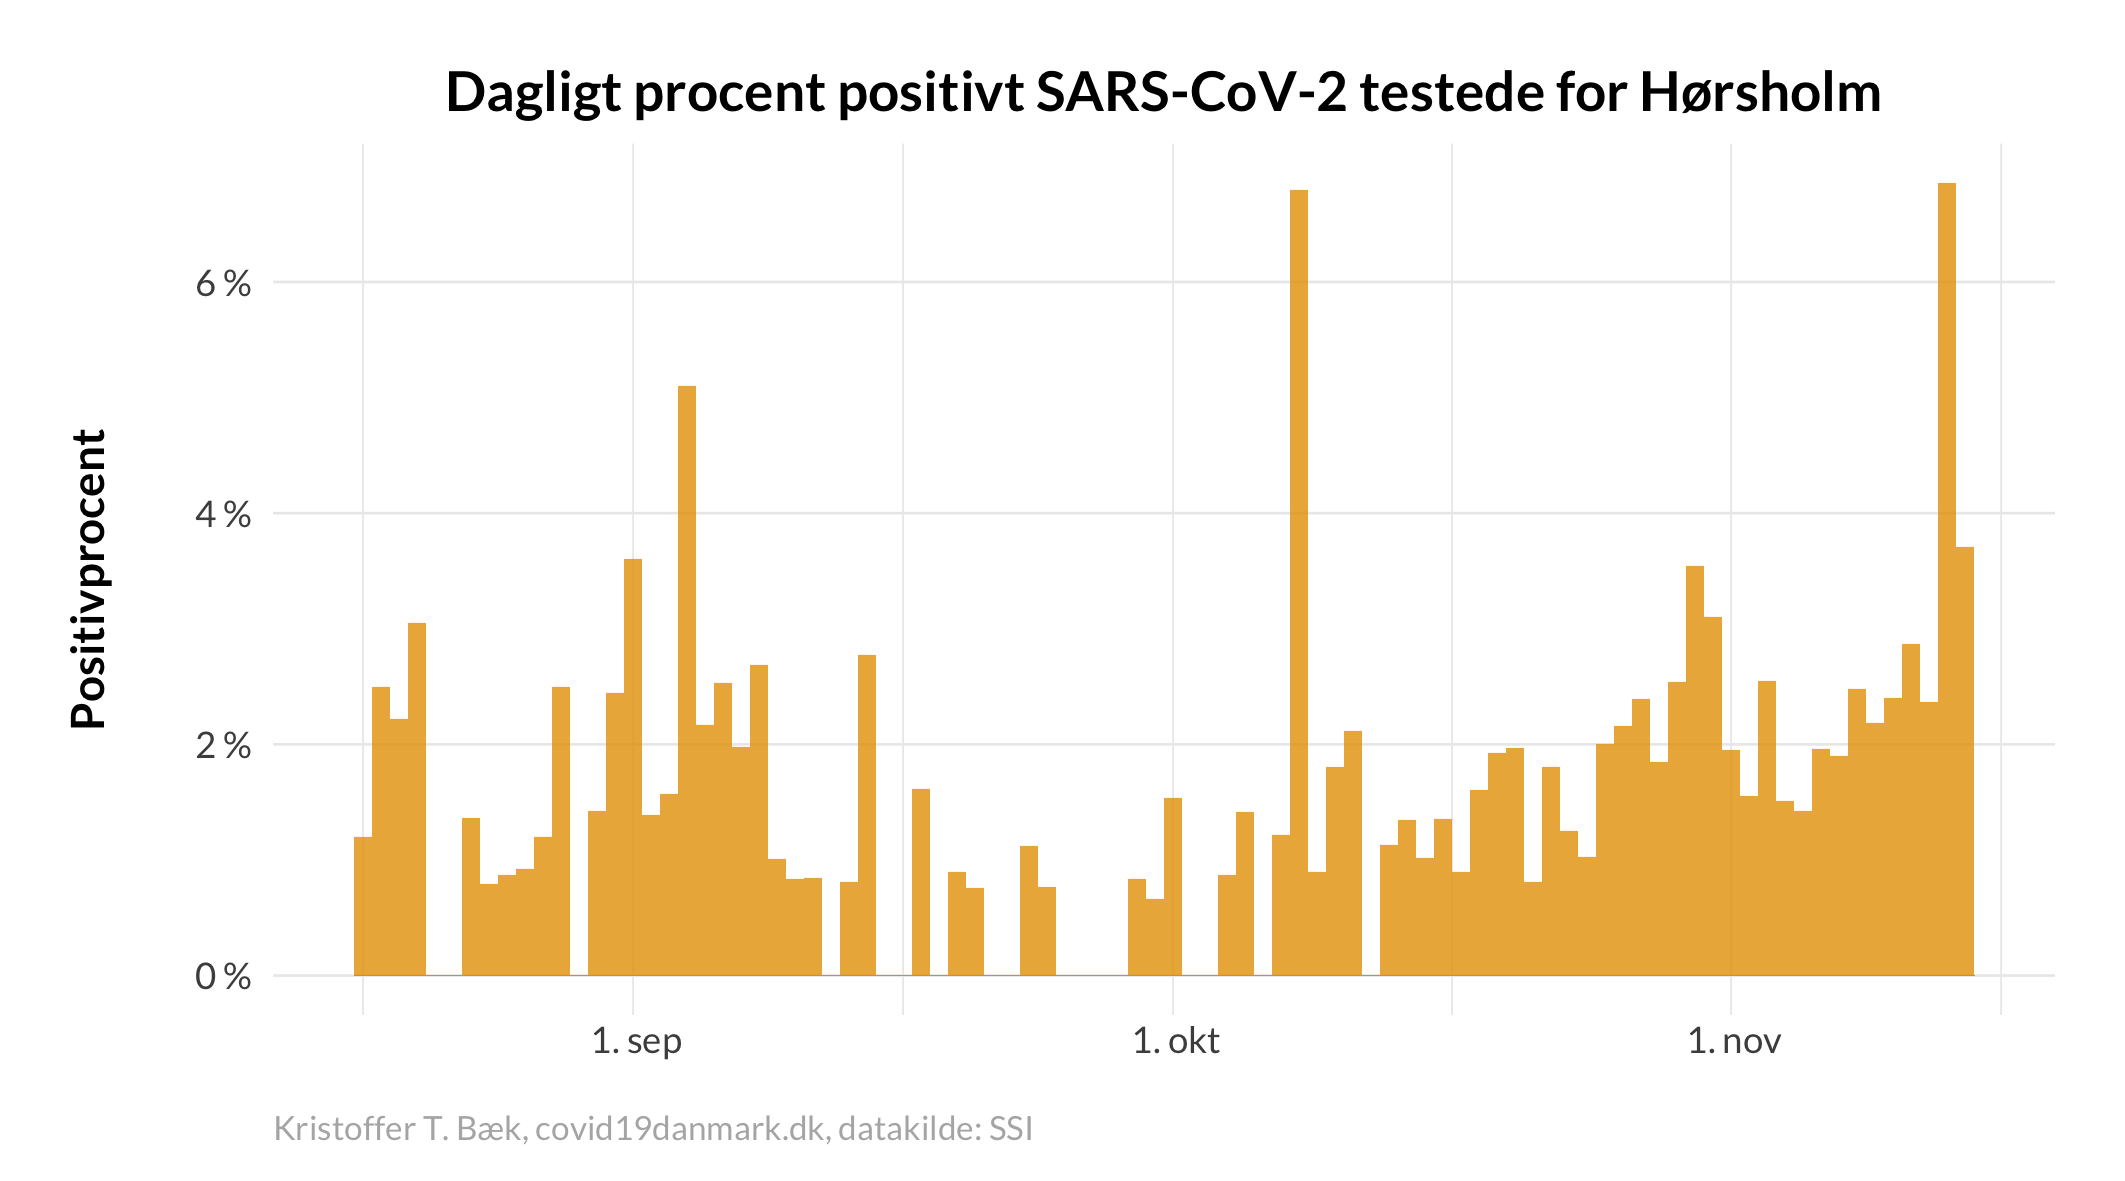 Dagligt procent positivt SARS-CoV-2 testede for Hørsholm
Positivprocent
6 %
4 %
2 %
0 %
1. sep
1. okt
1. nov
Kristoffer T. Bæk, covid19danmark.dk, datakilde: SSI